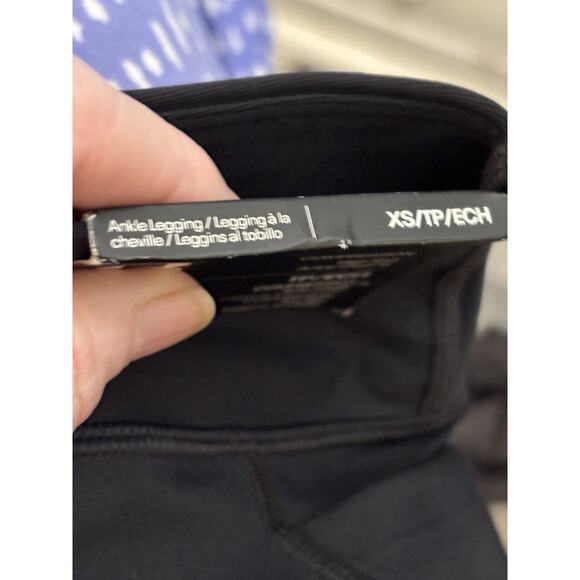 Ankle Legging / Legging à la
cheville / Leggins al tobillo
XS/TP/ECH